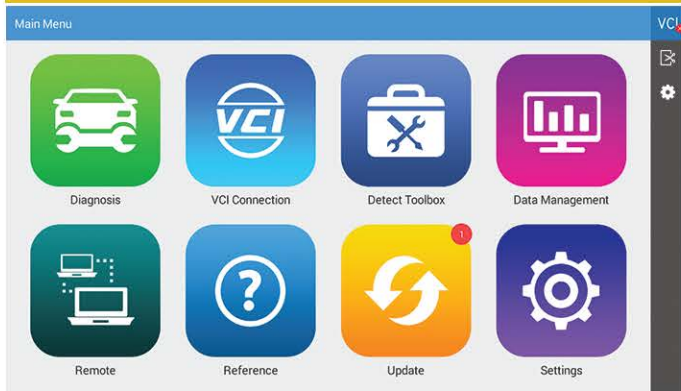 Main Menu
VCI
VCI
Diagnosis
VCI Connection
Detect Toolbox
Data Management
1
?
Remote
Reference
Update
Settings